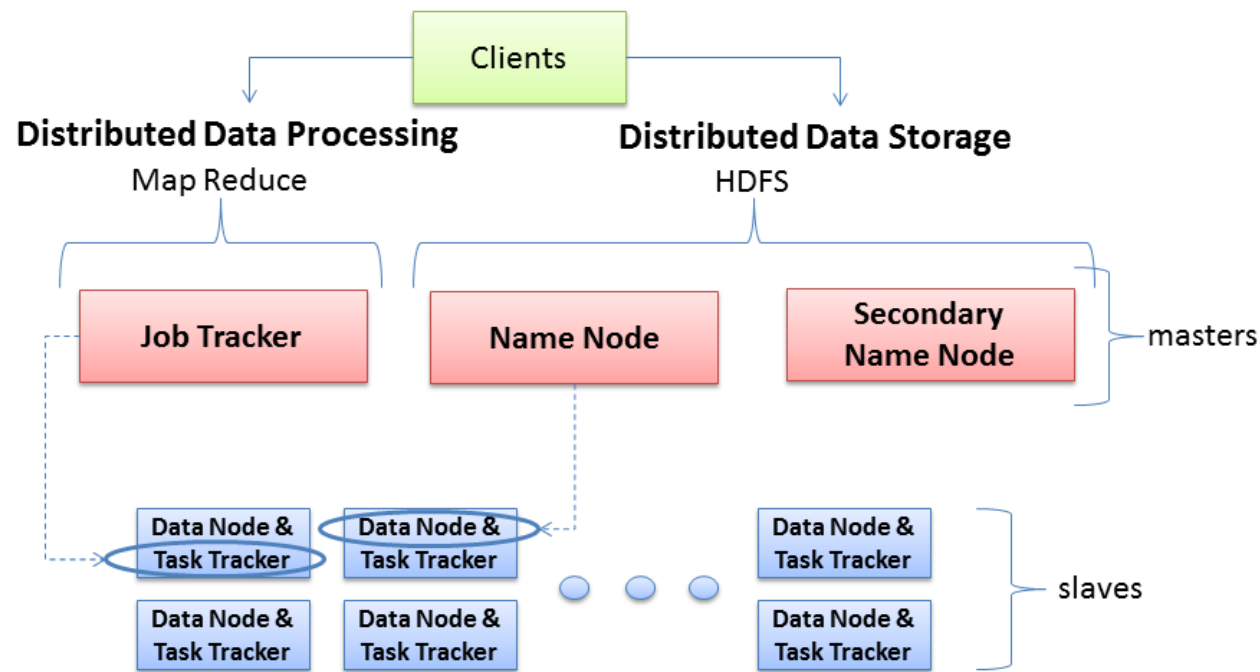 Clients
Distributed Data Processing
Map Reduce
Distributed Data Storage
HDFS
Job Tracker
Name Node
Secondary
Name Node
masters
Data Node &
Task Tracker
Data Node &
Task Tracker
Data Node &
Task Tracker
slaves
Data Node &
Task Tracker
Data Node &
Task Tracker
Data Node &
Task Tracker